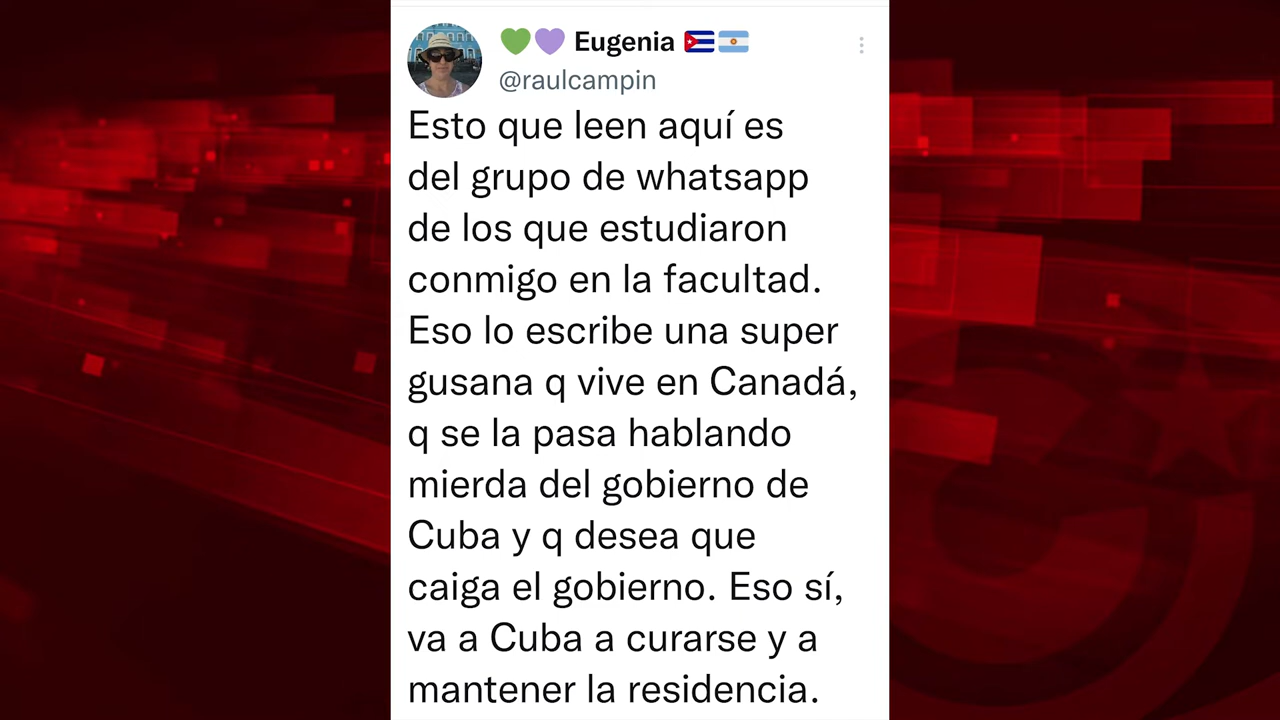 💚💜 Eugenia 🇨🇺🇦🇷
@raulcampin
Esto que leen aquí es
del grupo de whatsapp
de los que estudiaron
conmigo en la facultad.
Eso lo escribe una super
gusana q vive en Canadá,
q se la pasa hablando
mierda del gobierno de
Cuba y q desea que
caiga el gobierno. Eso sí,
va a Cuba a curarse y a
mantener la residencia.